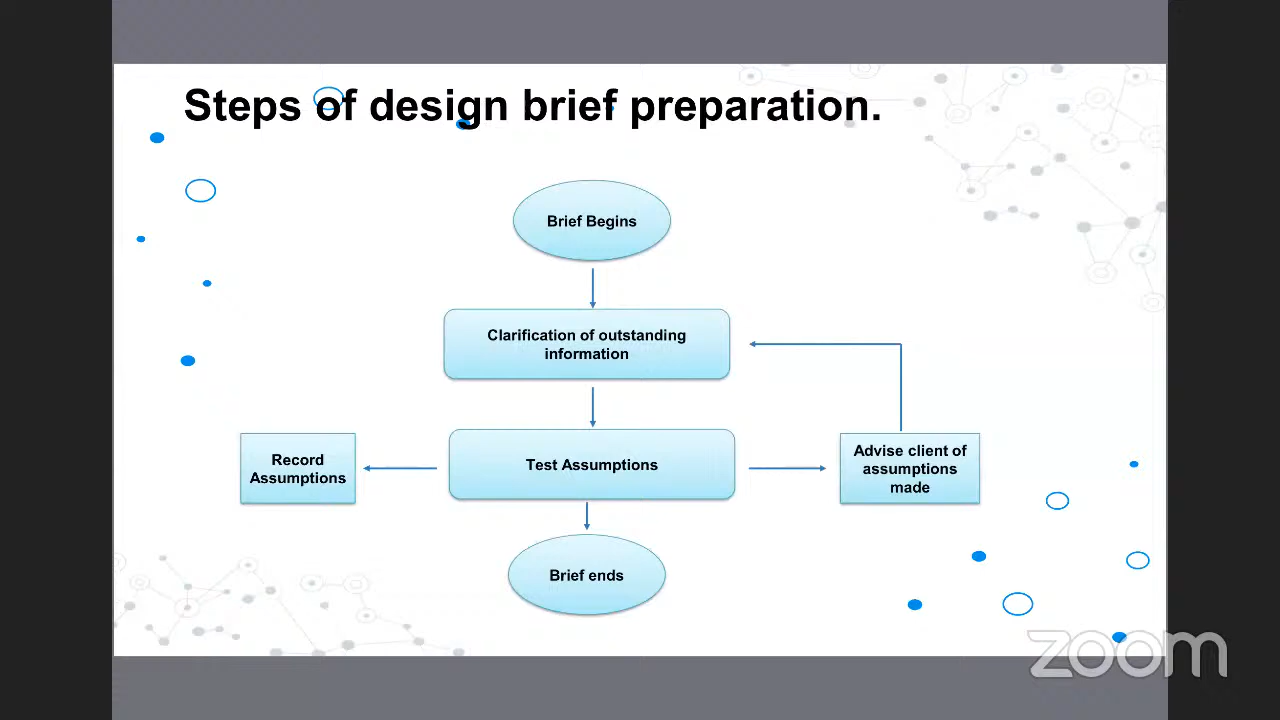 Steps of design brief preparation.
Brief Begins
Clarification of outstanding
information
Record
Assumptions
Test Assumptions
Advise client of
assumptions
made
Brief ends
zoom